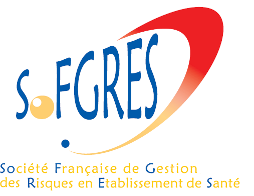 SoFGRES
Société Française de Gestion
des Risques en Etablissement de Santé